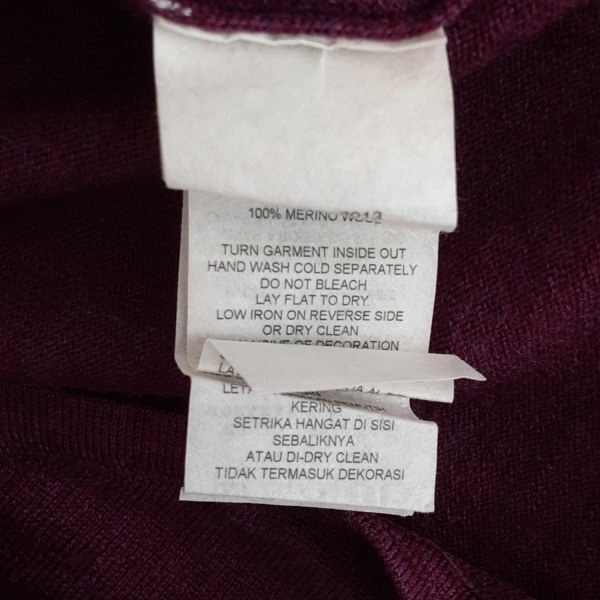 100% MERINO
TURN GARMENT INSIDE OUT
HAND WASH COLD SEPARATELY
DO NOT BLEACH
LAY FLAT TO DRY
LOW IRON ON REVERSE SIDE
OR DRY CLEAN
OF DECORATION
KERING
SETRIKA HANGAT DI SISI
SEBALIKNYA
ATAU DI-DRY CLEAN
TIDAK TERMASUK DEKORASI